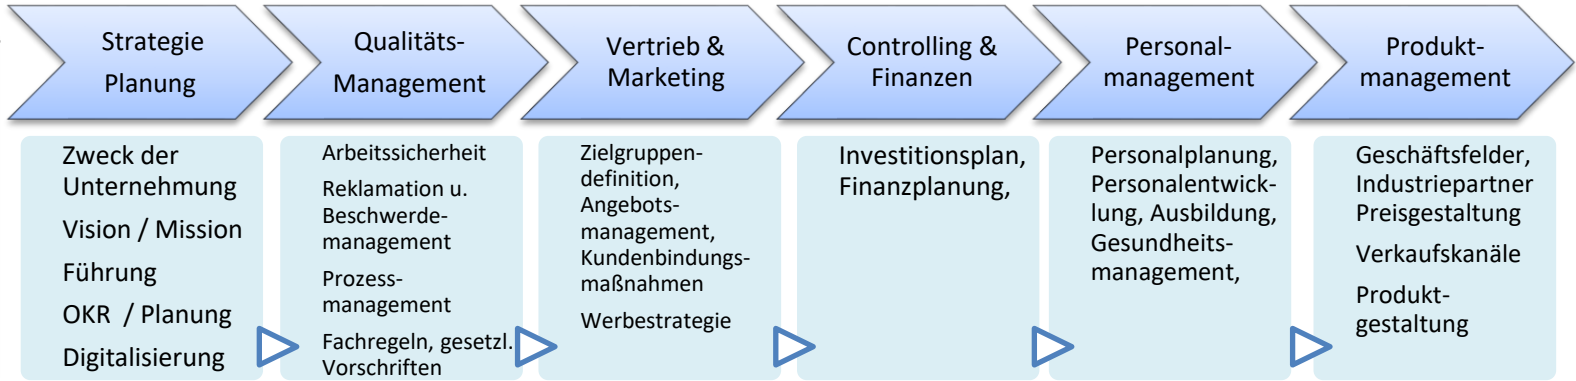 Strategie
Planung
Qualitäts-
Management
Vertrieb &
Marketing
Controlling &
Finanzen
Personal-
management
Produkt-
management
Zweck der
Unternehmung
Vision / Mission
Führung
OKR / Planung
Digitalisierung
Arbeitssicherheit
Reklamation u.
Beschwerde-
management
Prozess-
management
Fachregeln, gesetzl.
Vorschriften
Zielgruppen-
definition,
Angebots-
management,
Kundenbindungs-
maßnahmen
Werbestrategie
Investitionsplan,
Finanzplanung,
Personalplanung,
Personalentwick-
lung, Ausbildung,
Gesundheits-
management,
Geschäftsfelder,
Industriepartner
Preisgestaltung
Verkaufskanäle
Produkt-
gestaltung